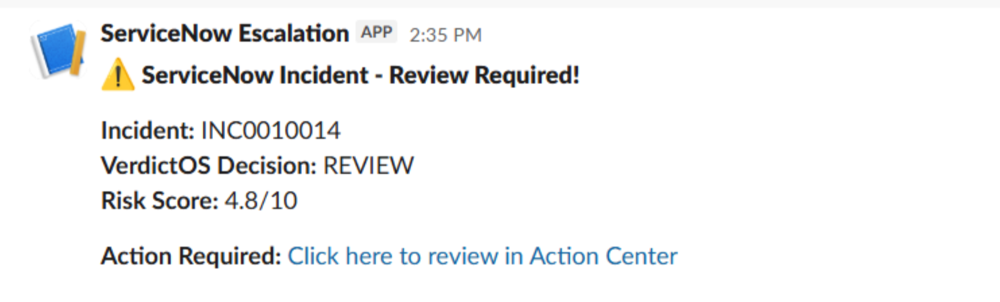 ServiceNow Escalation APP 2:35 PM
⚠️ ServiceNow Incident - Review Required!
Incident: INC0010014
VerdictOS Decision: REVIEW
Risk Score: 4.8/10
Action Required: Click here to review in Action Center